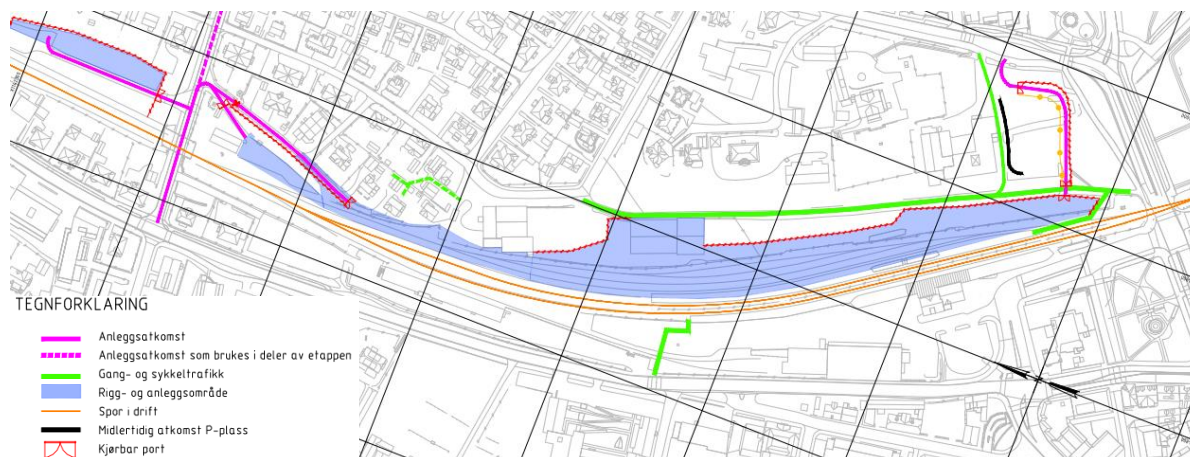 TEGNFORKLARING
Anleggsatkomst
Anleggsatkomst som brukes i deler av etappen
Gang- og sykkeltrafikk
Rigg- og anleggsområde
Spor i drift
Midlertidig atkomst P-plass
Kjørbar port